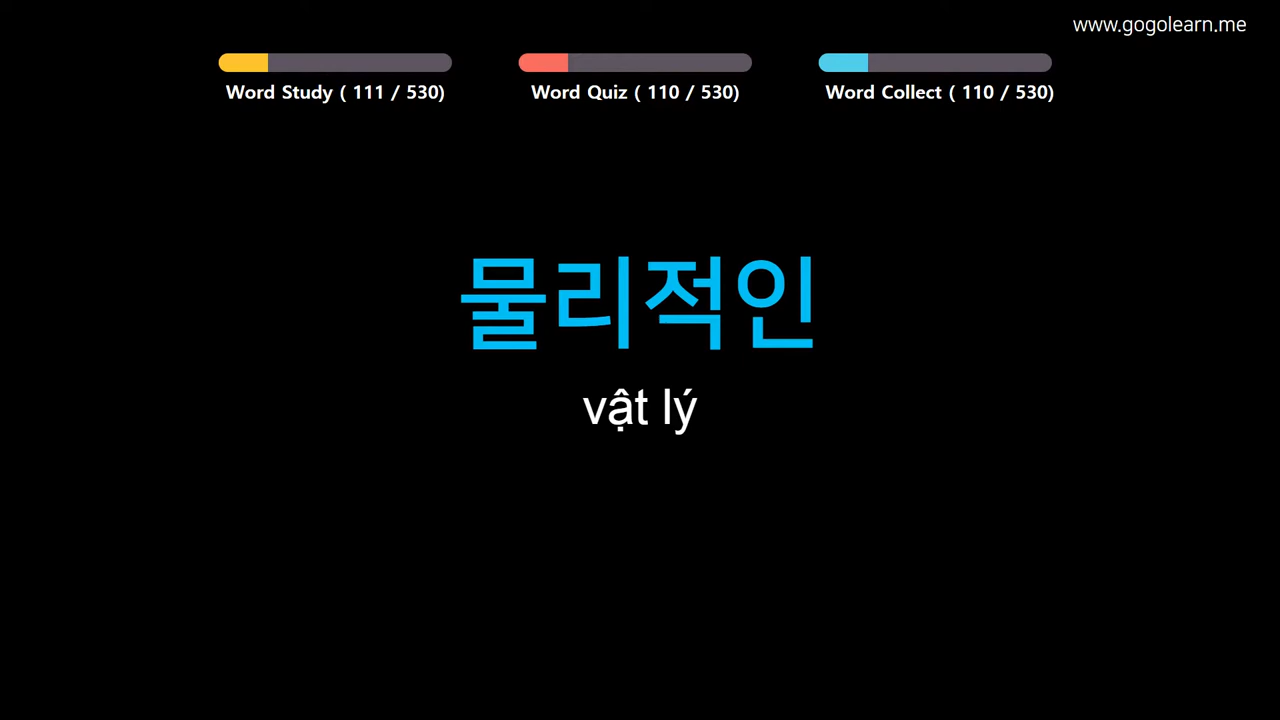 www.gogolearn.me
Word Study ( 111 / 530)
Word Quiz ( 110 / 530)
Word Collect ( 110 / 530)
물리적인
vật lý